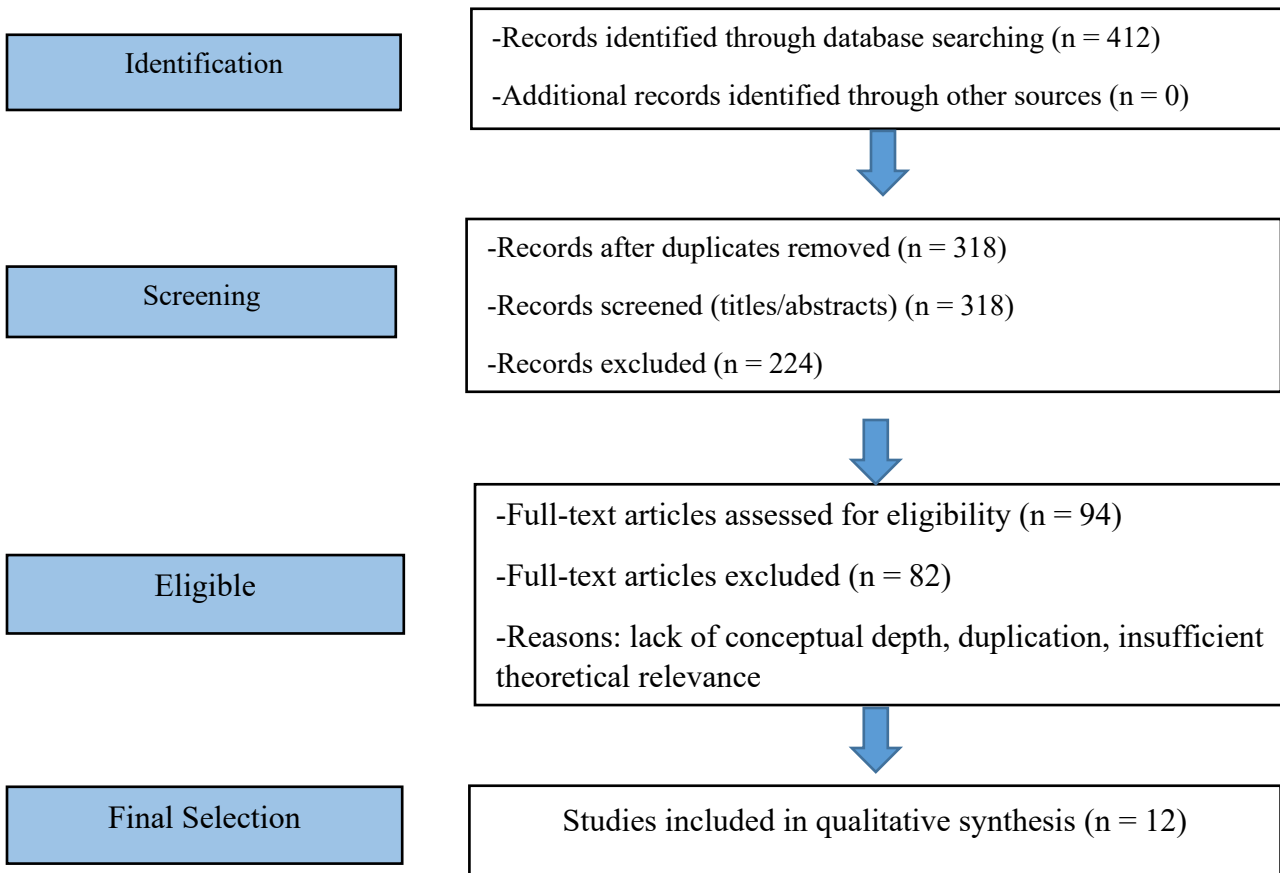 Identification
-Records identified through database searching (n = 412)
-Additional records identified through other sources (n = 0)
Screening
-Records after duplicates removed (n = 318)
-Records screened (titles/abstracts) (n = 318)
-Records excluded (n = 224)
Eligible
-Full-text articles assessed for eligibility (n = 94)
-Full-text articles excluded (n = 82)
-Reasons: lack of conceptual depth, duplication, insufficient
theoretical relevance
Final Selection
Studies included in qualitative synthesis (n = 12)